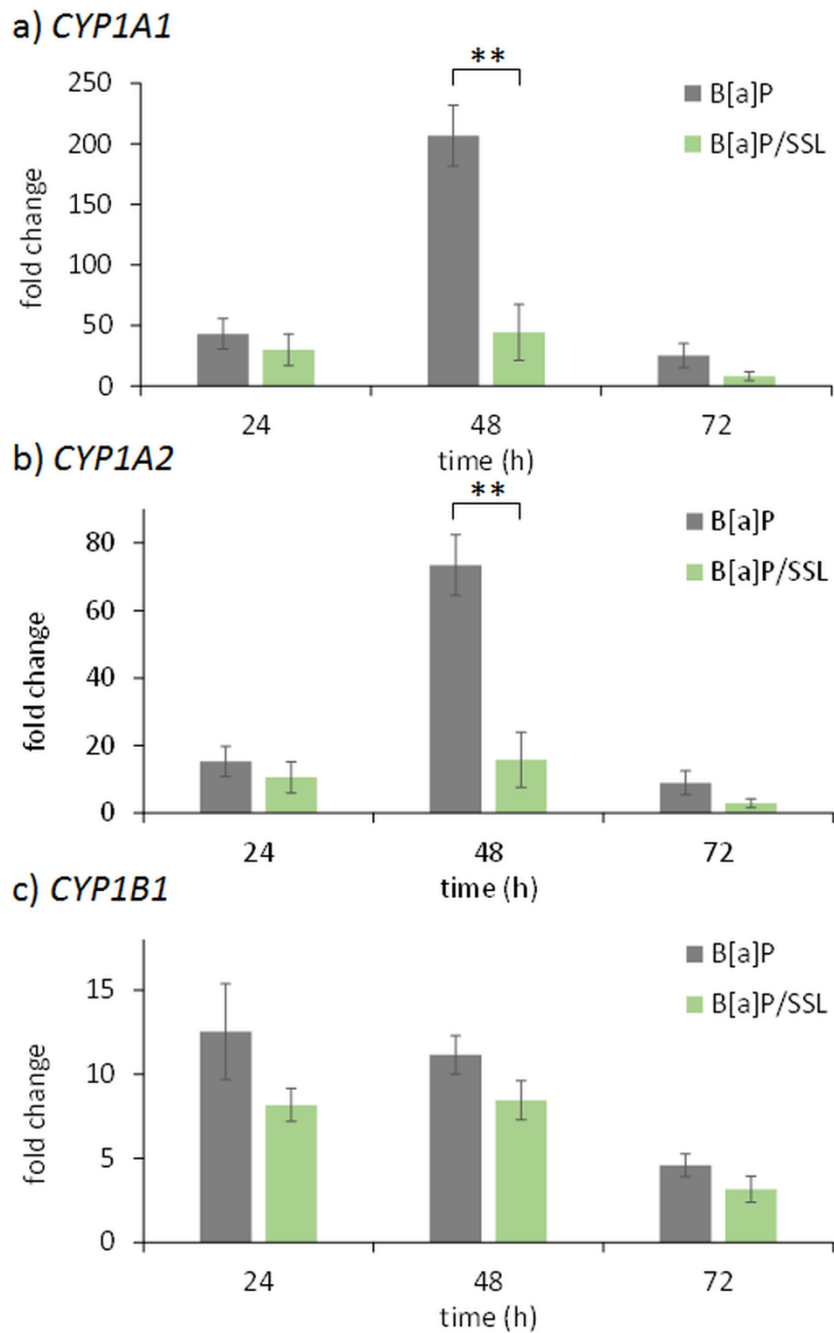 a) CYP1A1
**
250
200
150
100
50
0
fold change
B[a]P
B[a]P/SSL
24 48 72
time (h)
b) CYP1A2
**
80
60
40
20
0
fold change
B[a]P
B[a]P/SSL
24 48 72
time (h)
c) CYP1B1
15
10
5
0
fold change
B[a]P
B[a]P/SSL
24 48 72
time (h)